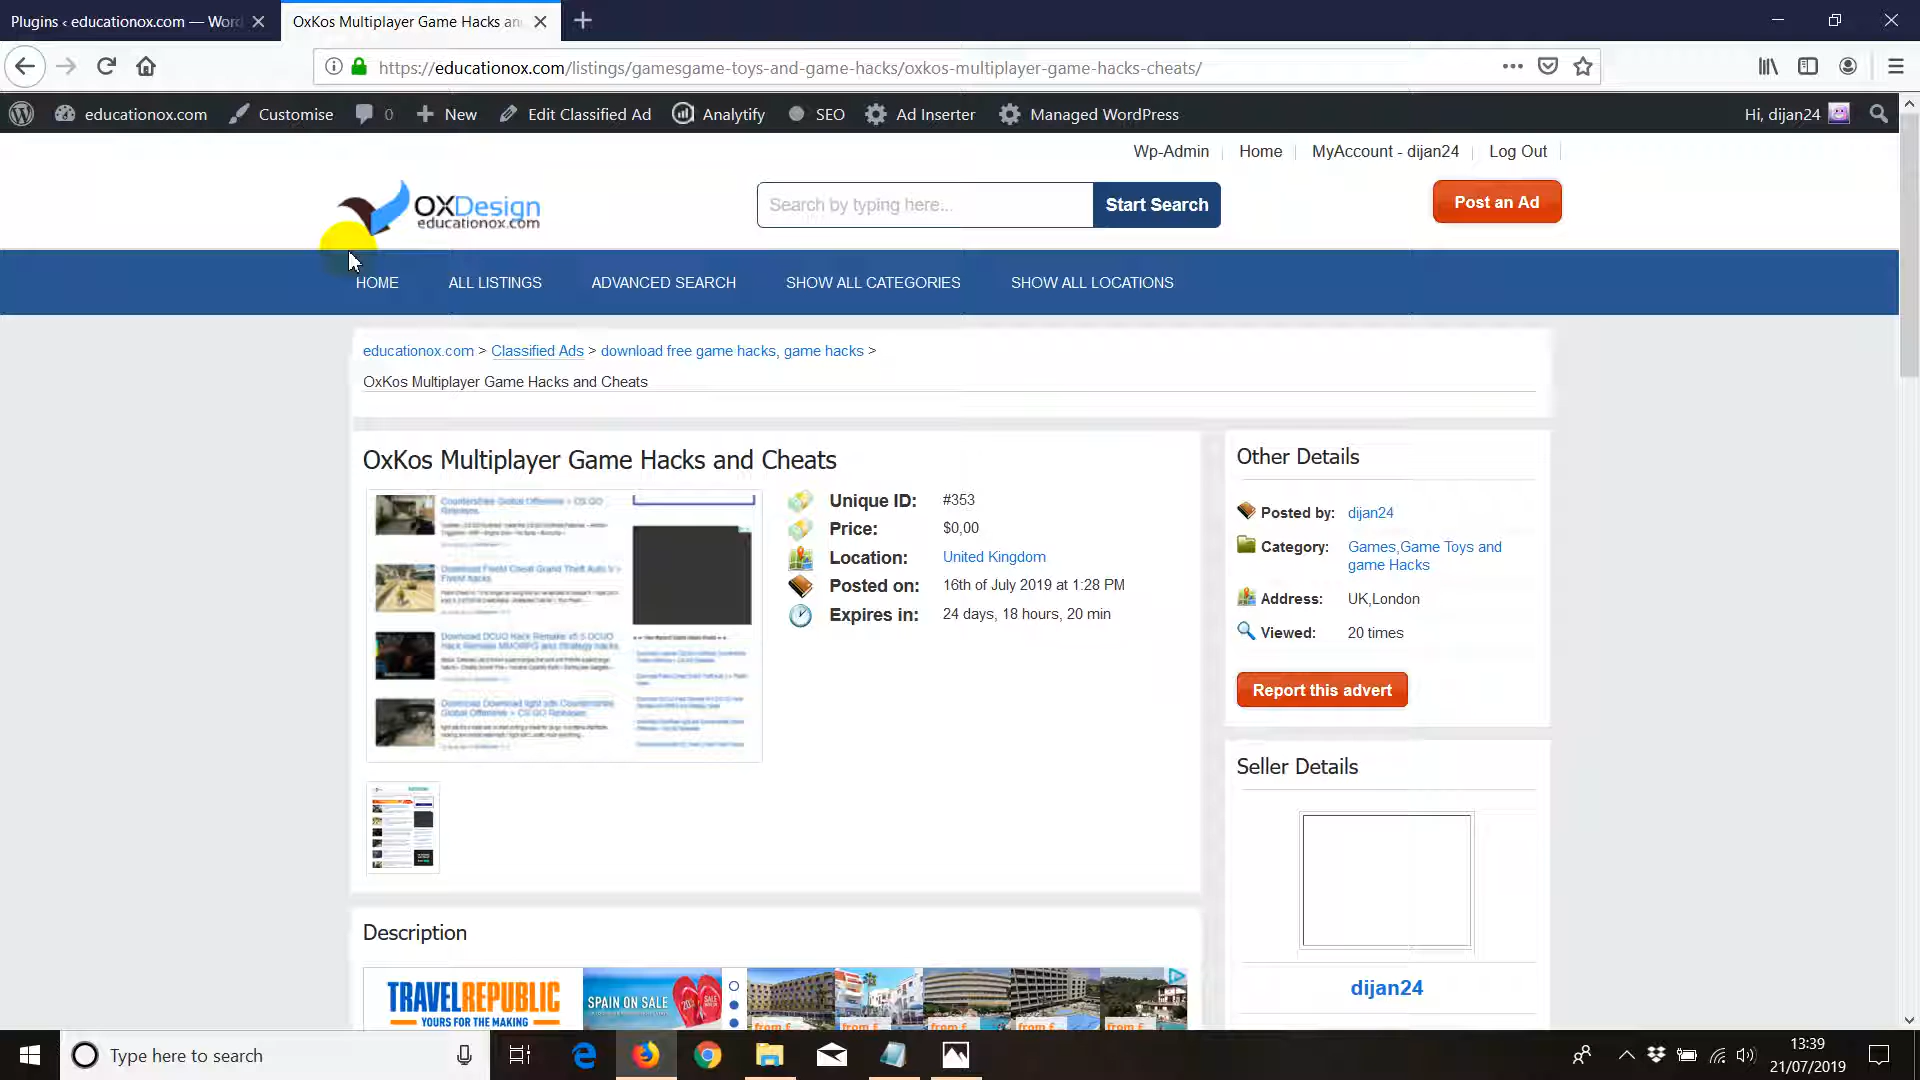 Plugins ‹ educationox.com — Wor
OxKos Multiplayer Game Hacks an
https://educationox.com/listings/gamesgame-toys-and-game-hacks/oxkos-multiplayer-game-hacks-cheats/
educationox.com Customise 0 New Edit Classified Ad Analytify SEO Ad Inserter Managed WordPress Hi, dijan24
Wp-Admin Home MyAccount - dijan24 Log Out
OXDesign
educationox.com
Search by typing here... Start Search
Post an Ad
HOME ALL LISTINGS ADVANCED SEARCH SHOW ALL CATEGORIES SHOW ALL LOCATIONS
educationox.com > Classified Ads > download free game hacks, game hacks >
OxKos Multiplayer Game Hacks and Cheats
OxKos Multiplayer Game Hacks and Cheats
Unique ID: #353
Price: $0,00
Location: United Kingdom
Posted on: 16th of July 2019 at 1:28 PM
Expires in: 24 days, 18 hours, 20 min
Other Details
Posted by: dijan24
Category: Games,Game Toys and
game Hacks
Address: UK,London
Viewed: 20 times
Report this advert
Seller Details
dijan24
Description
TRAVELREPUBLIC
YOURS FOR THE MAKING
SPAIN ON SALE
from £ from £ from £ from £ from £
Type here to search
13:39
21/07/2019